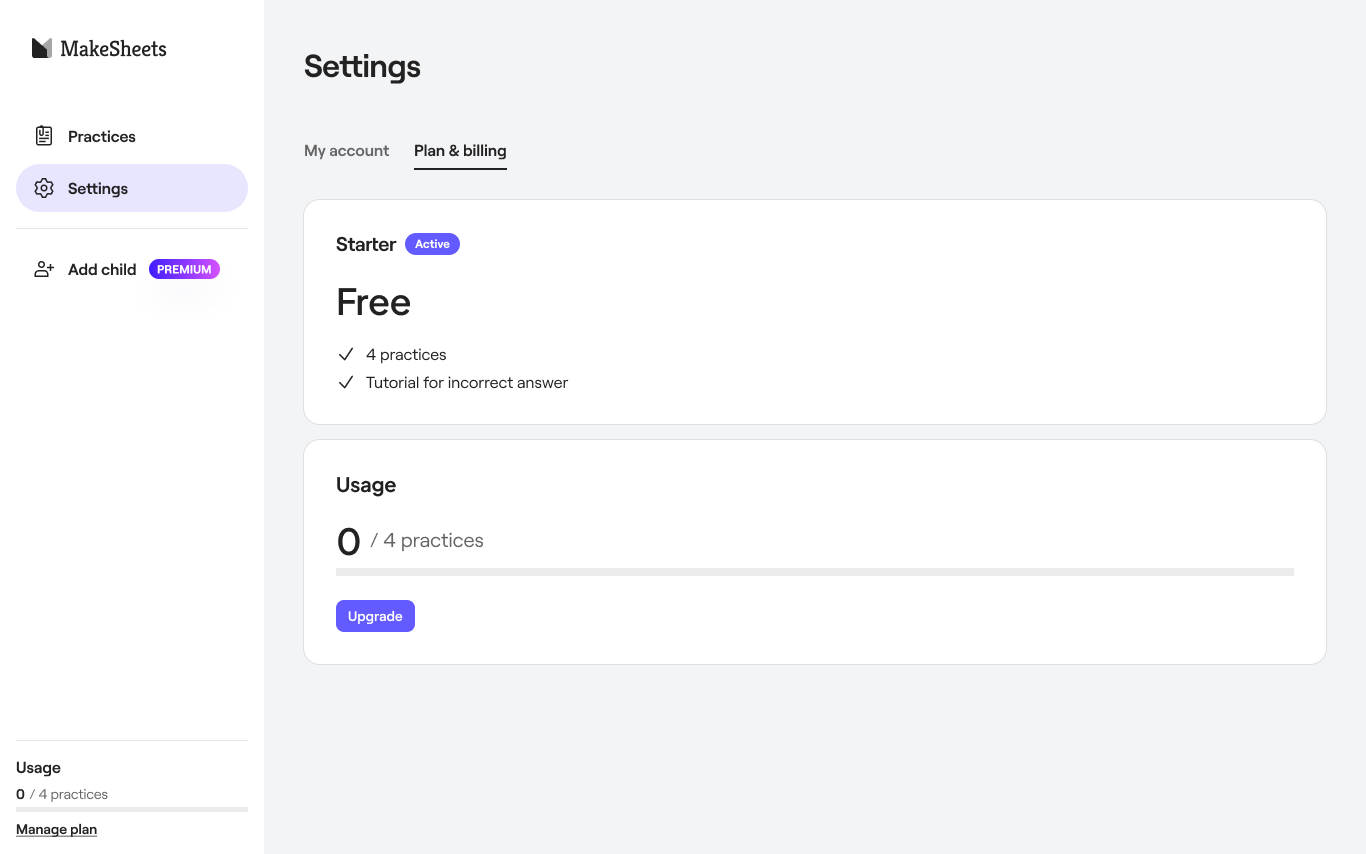 MakeSheets
Practices
Settings
Add child PREMIUM
Usage
0 / 4 practices
Manage plan
Settings
My account Plan & billing
Starter Active
Free
4 practices
Tutorial for incorrect answer
Usage
0 / 4 practices
Upgrade